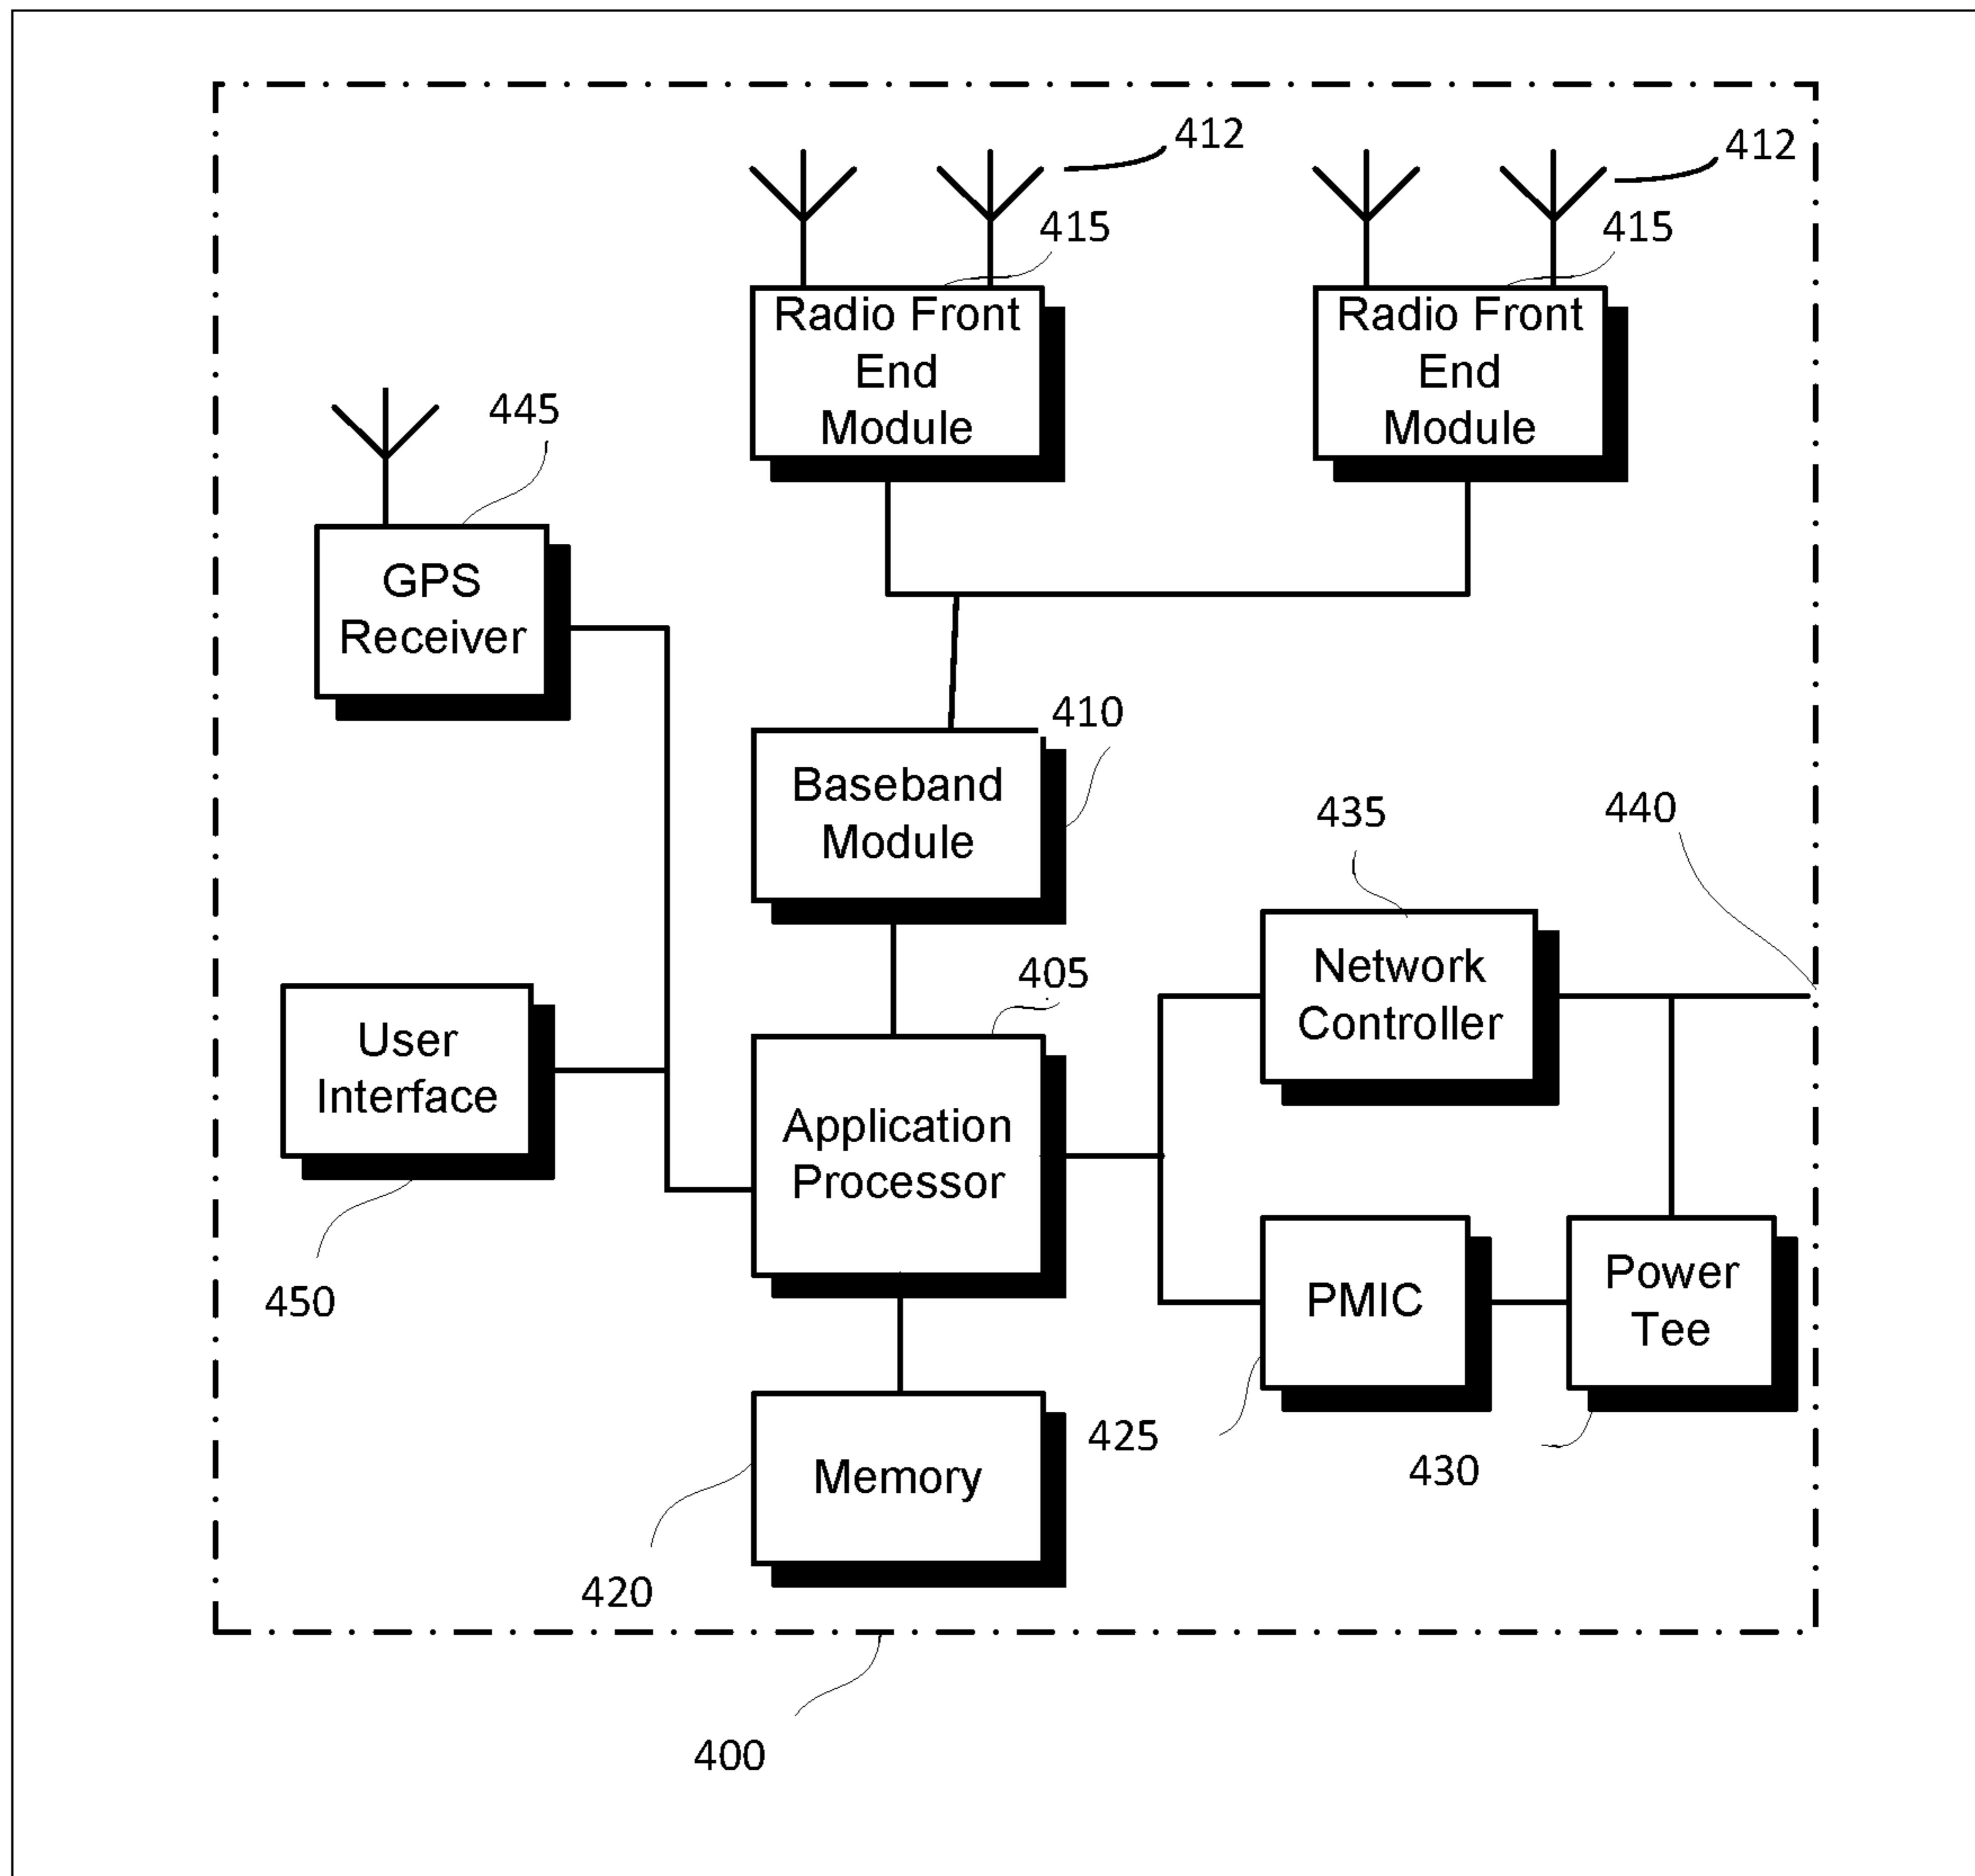 412
412
415
415
Radio Front
End
Module
Radio Front
End
Module
445
GPS
Receiver
410
Baseband
Module
435
440
Network
Controller
405
User
Interface
Application
Processor
450
PMIC
Power
Tee
425
430
Memory
420
400